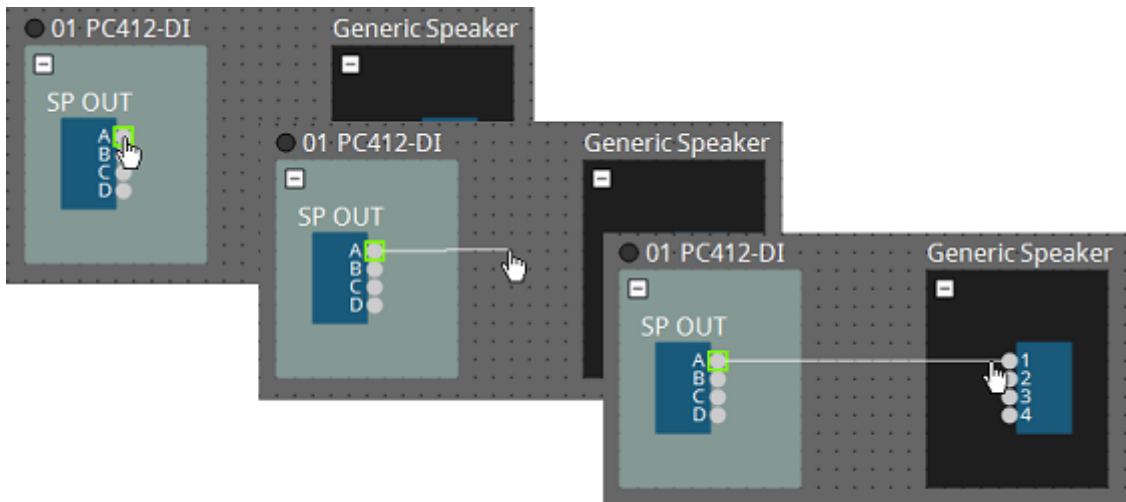 01 PC412-DI
Generic Speaker
SP OUT
A
B
C
D
01 PC412-DI
Generic Speaker
SP OUT
A
B
C
D
01 PC412-DI
Generic Speaker
SP OUT
A
B
C
D
1
2
3
4